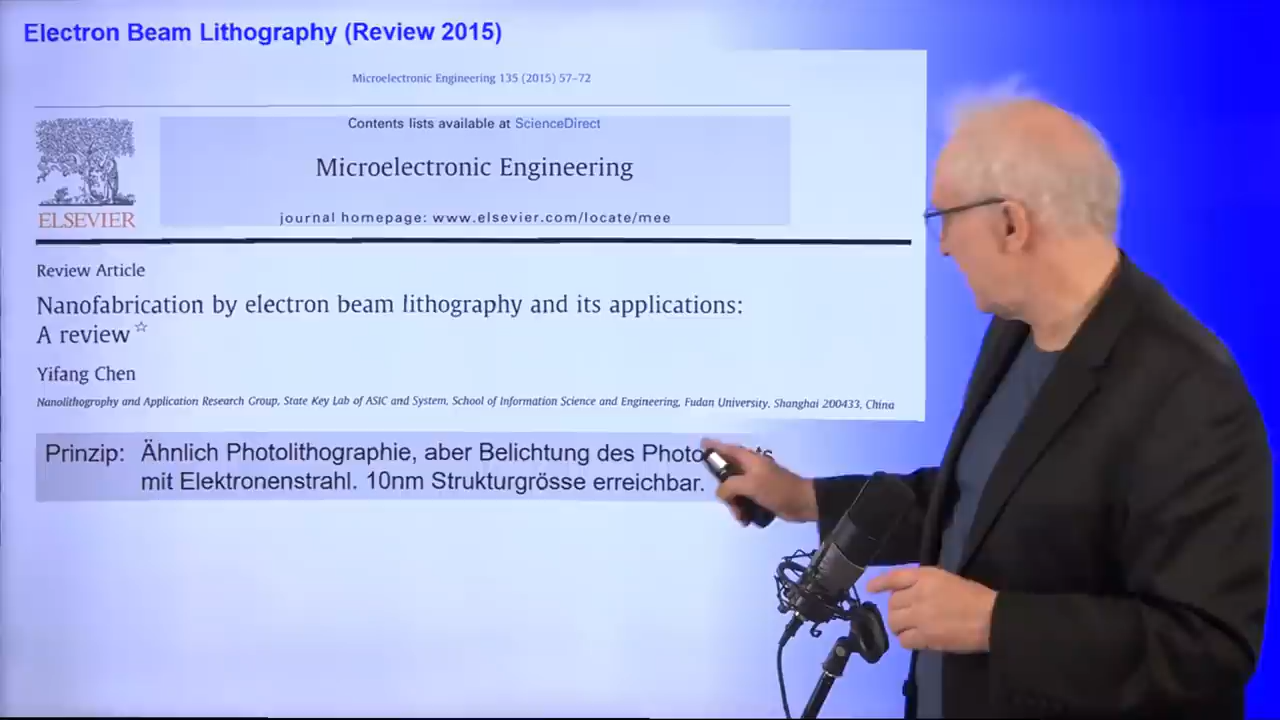 Electron Beam Lithography (Review 2015)
Microelectronic Engineering 135 (2015) 57–72
Contents lists available at ScienceDirect
Microelectronic Engineering
journal homepage: www.elsevier.com/locate/mee
ELSEVIER
Review Article
Nanofabrication by electron beam lithography and its applications:
A review ☆
Yifang Chen
Nanolithography and Application Research Group, State Key Lab of ASIC and System, School of Information Science and Engineering, Fudan University, Shanghai 200433, China
Prinzip: Ähnlich Photolithographie, aber Belichtung des
mit Elektronenstrahl. 10nm Strukturgrösse erreichbar.